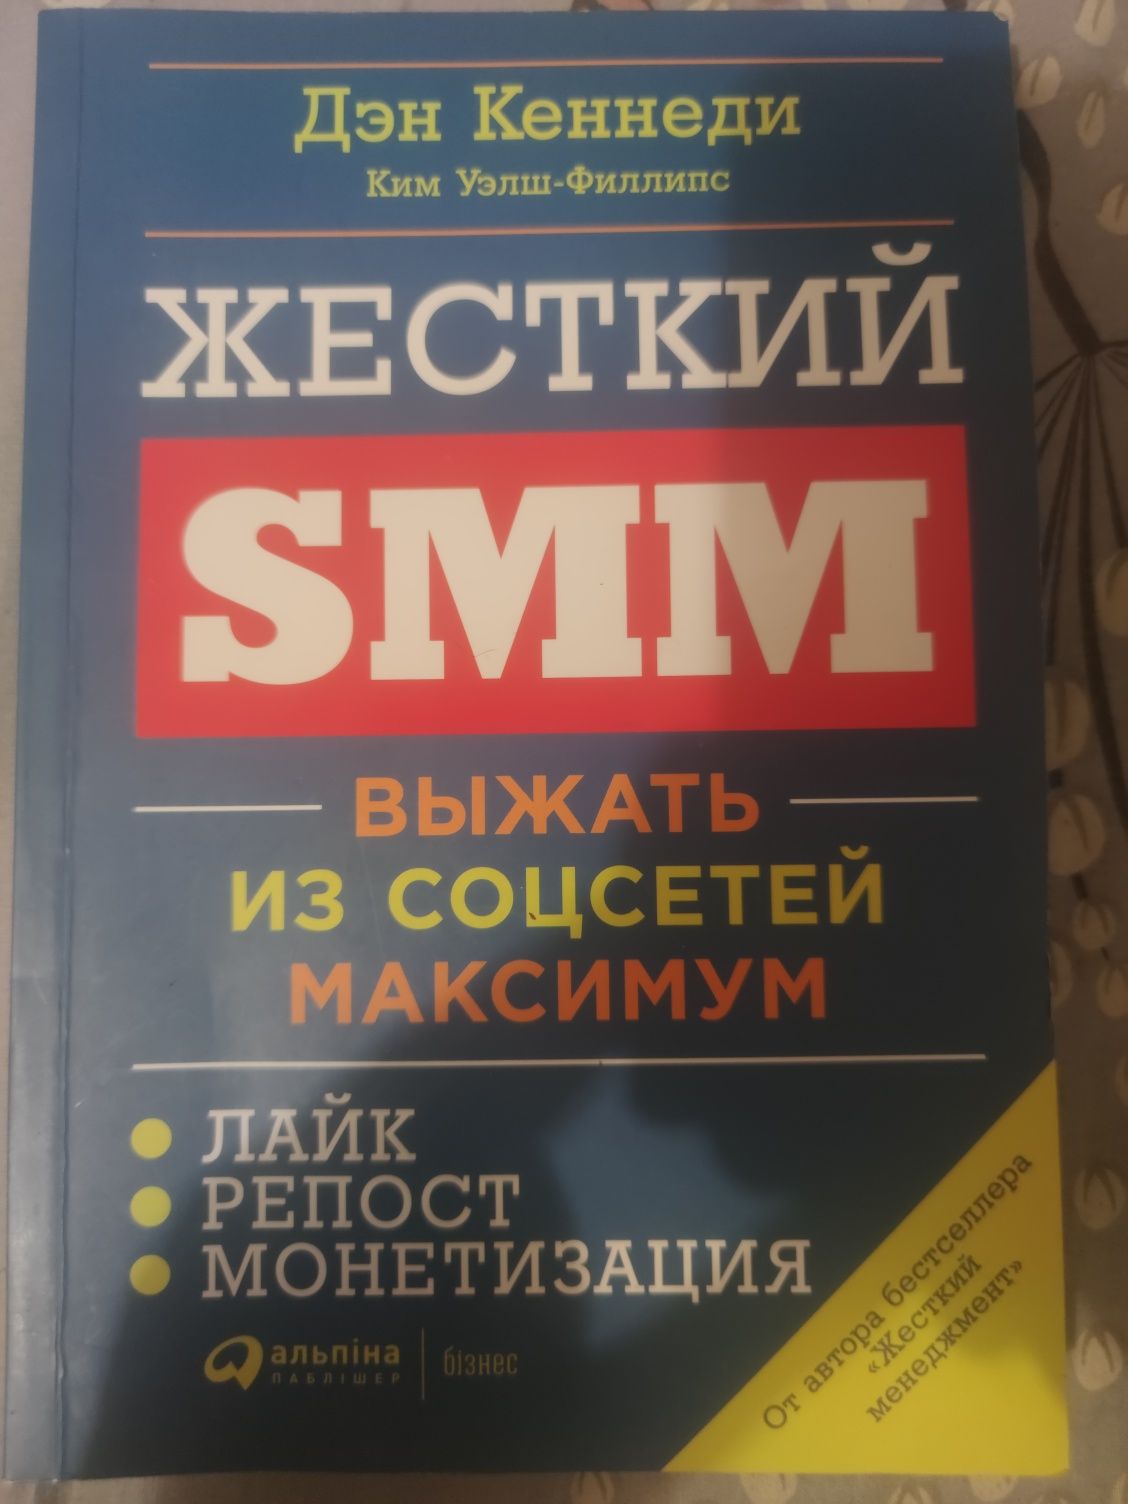 Дэн Кеннеди
Ким Уэлш-Филлипс
ЖЕСТКИЙ
SMM
ВЫЖАТЬ
ИЗ СОЦСЕТЕЙ
МАКСИМУМ
ЛАЙК
РЕПОСТ
МОНЕТИЗАЦИЯ
альпіна
ПАБЛІШЕР
бізнес
От автора бестселлера
«Жесткий
менеджмент»